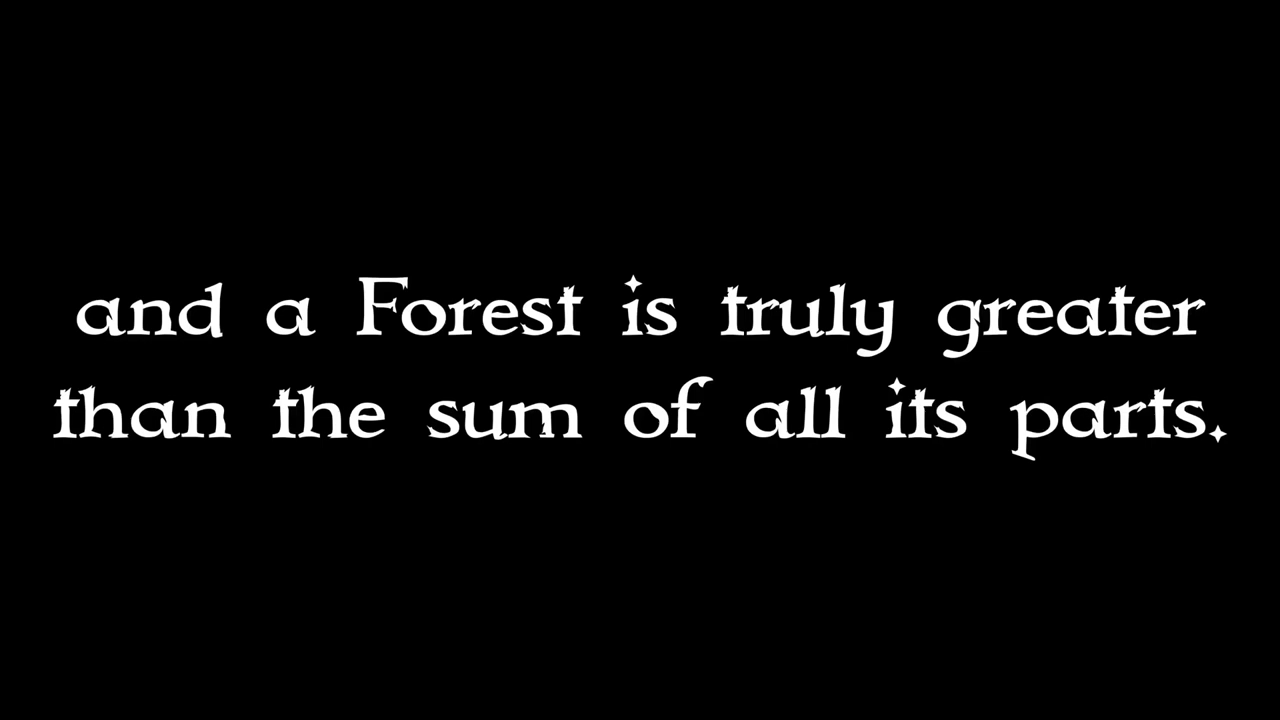 and a Forest is truly greater
than the sum of all its parts.